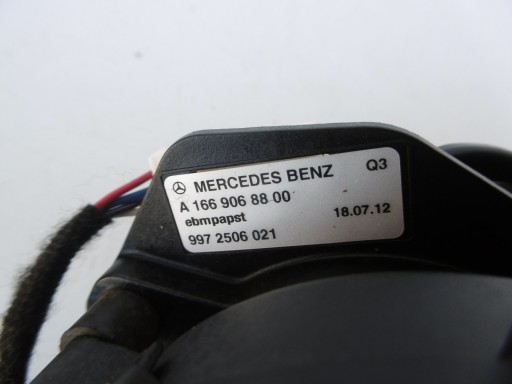 MERCEDES BENZ Q3
A 166 906 88 00
ebmpapst 18.07.12
997 2506 021